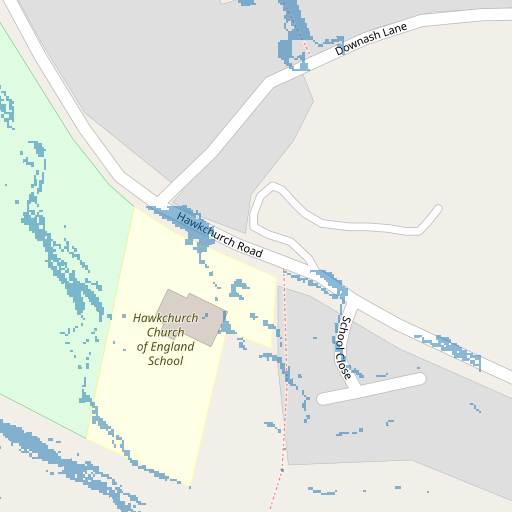 Downash Lane
Hawkchurch Road
School Close
Hawkchurch
Church
of England
School